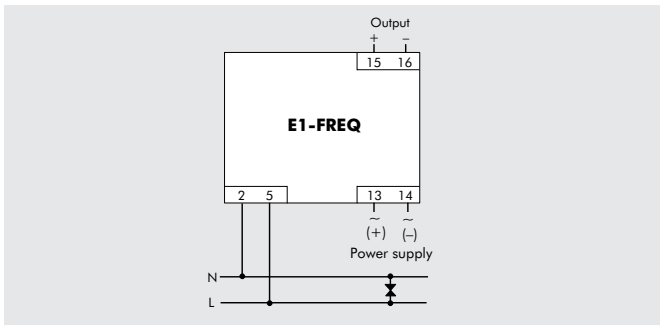 Output
+ –
15 16
E1-FREQ
2 5 13 14
~ ~
(+) (–)
Power supply
N
L